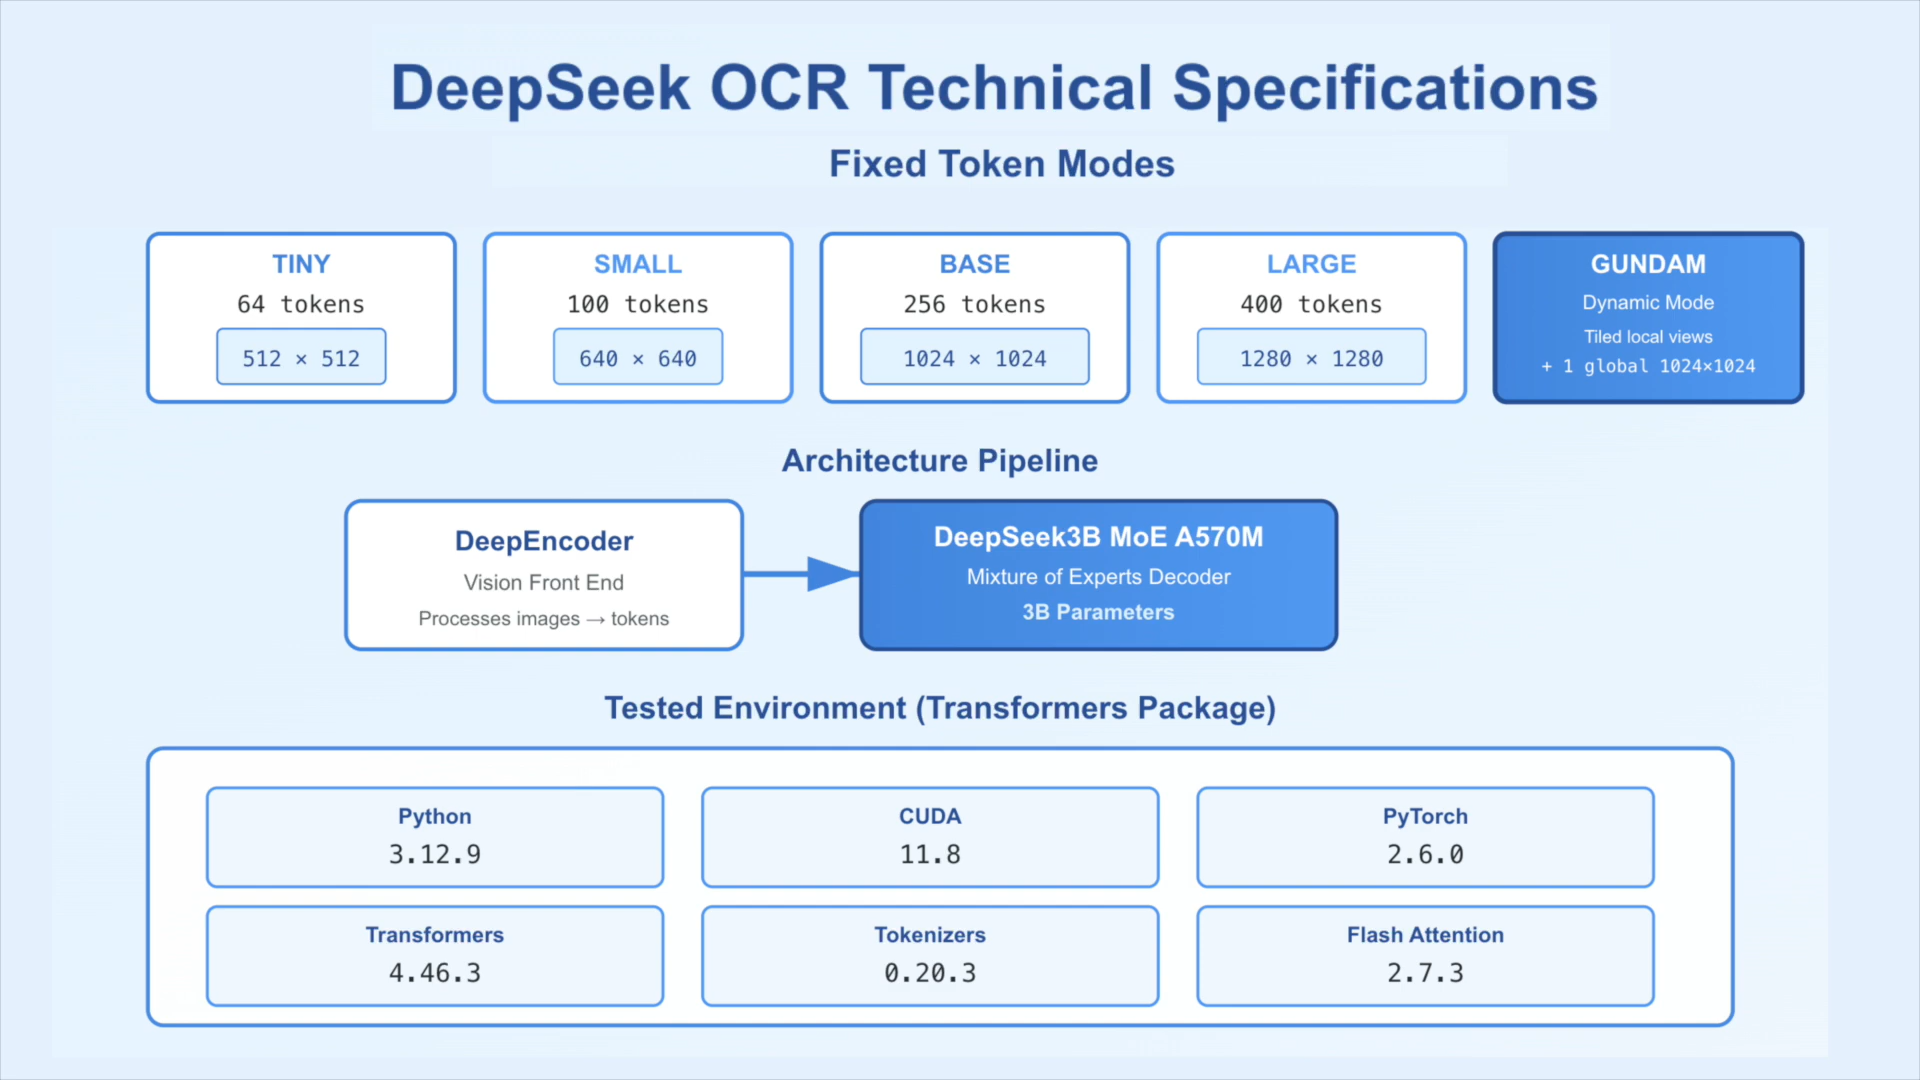 DeepSeek OCR Technical Specifications
Fixed Token Modes
TINY
64 tokens
512 × 512
SMALL
100 tokens
640 × 640
BASE
256 tokens
1024 × 1024
LARGE
400 tokens
1280 × 1280
GUNDAM
Dynamic Mode
Tiled local views
+ 1 global 1024×1024
Architecture Pipeline
DeepEncoder
Vision Front End
Processes images → tokens
DeepSeek3B MoE A570M
Mixture of Experts Decoder
3B Parameters
Tested Environment (Transformers Package)
Python
3.12.9
CUDA
11.8
PyTorch
2.6.0
Transformers
4.46.3
Tokenizers
0.20.3
Flash Attention
2.7.3